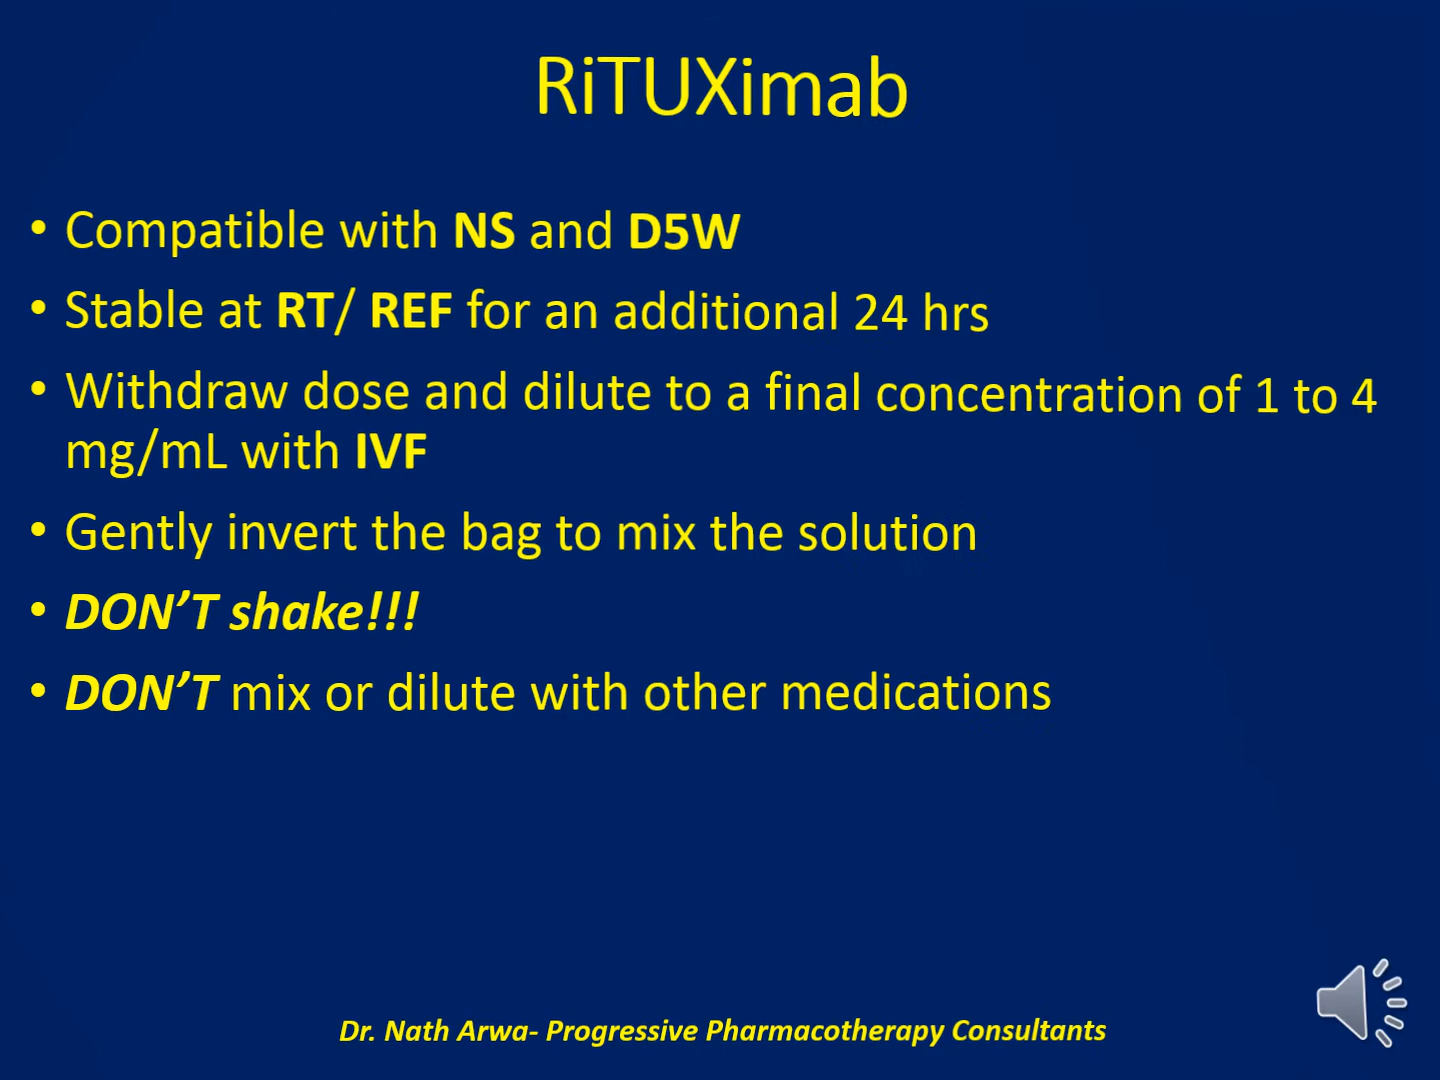 RiTUXimab
• Compatible with NS and D5W
• Stable at RT/ REF for an additional 24 hrs
• Withdraw dose and dilute to a final concentration of 1 to 4
mg/mL with IVF
• Gently invert the bag to mix the solution
• DON’T shake!!!
• DON’T mix or dilute with other medications
Dr. Nath Arwa- Progressive Pharmacotherapy Consultants